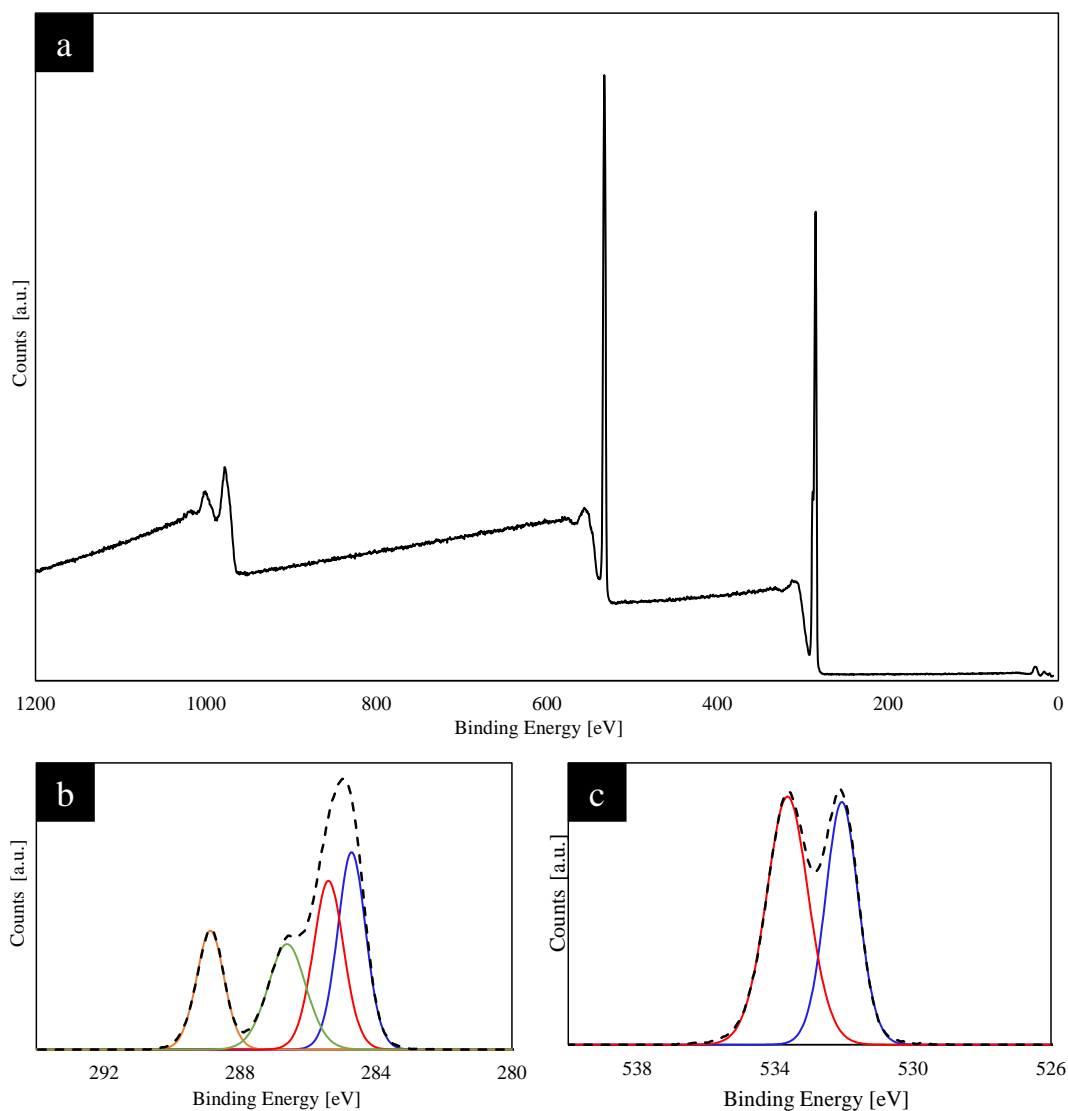 a
Counts [a.u.]
1200 1000 800 600 400 200 0
Binding Energy [eV]
b
Counts [a.u.]
292 288 284 280
Binding Energy [eV]
c
Counts [a.u.]
538 534 530 526
Binding Energy [eV]